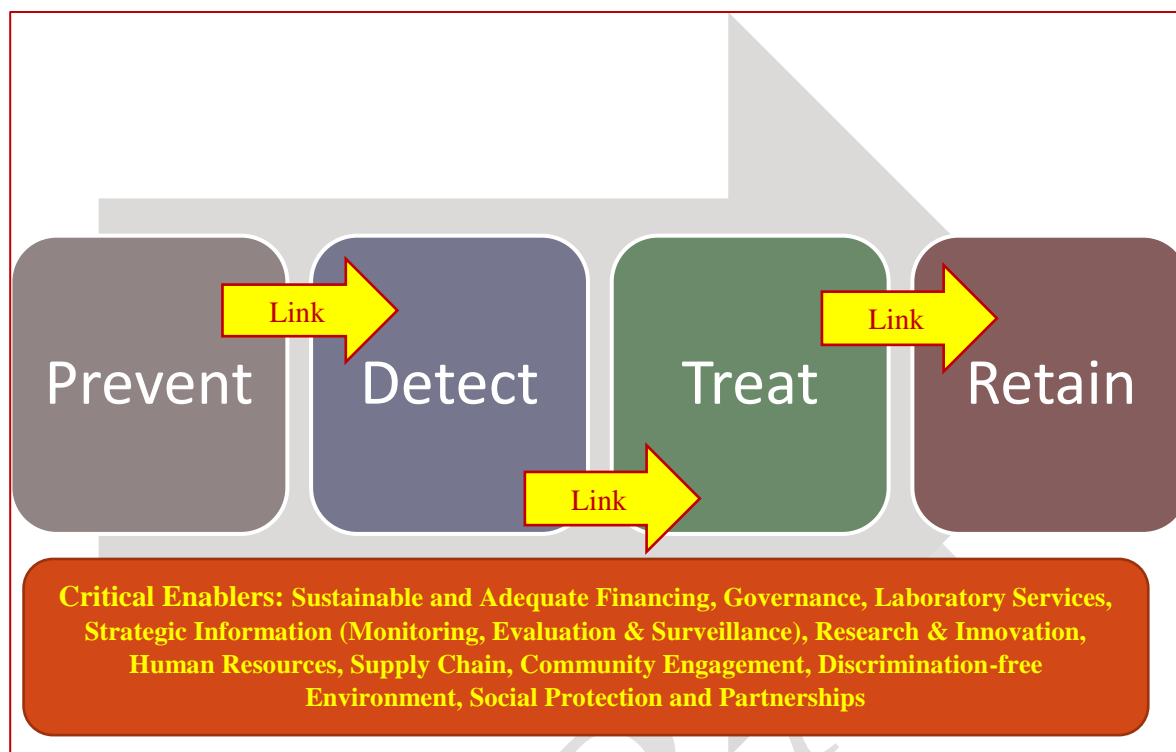 Link
Link
Prevent
Detect
Treat
Retain
Link
Critical Enablers: Sustainable and Adequate Financing, Governance, Laboratory Services,
Strategic Information (Monitoring, Evaluation & Surveillance), Research & Innovation,
Human Resources, Supply Chain, Community Engagement, Discrimination-free
Environment, Social Protection and Partnerships